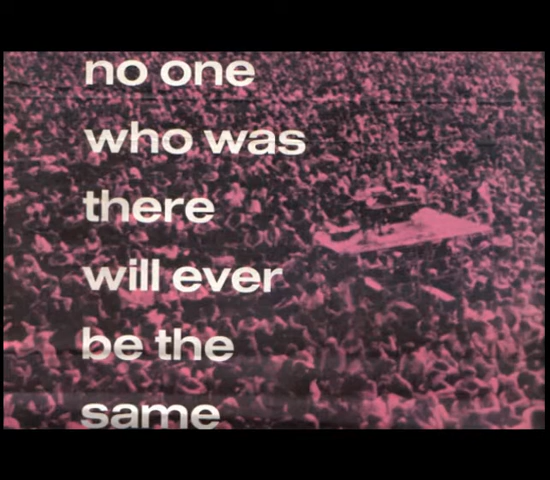 no one
who was
there
will ever
be the
same